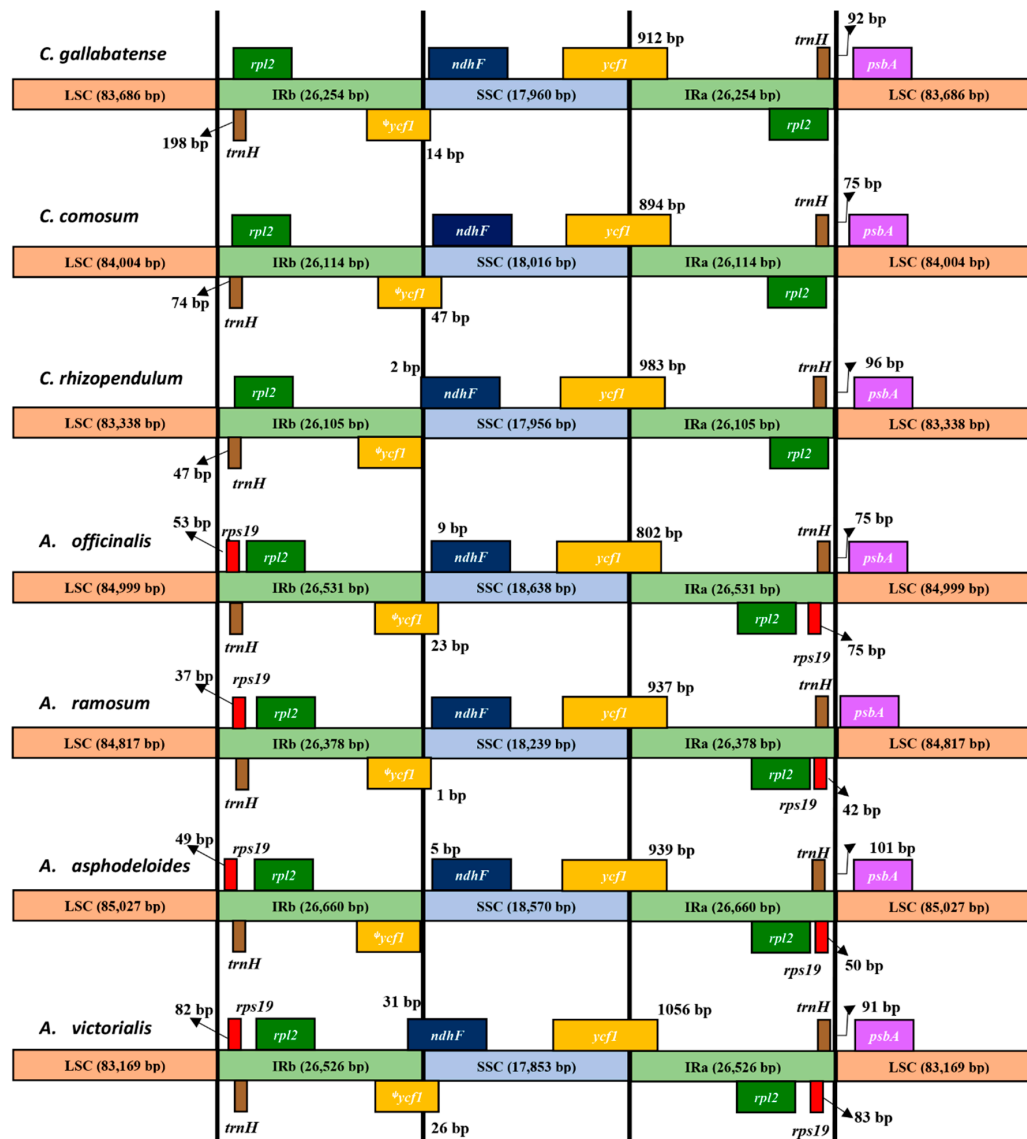 92 bp
C. gallabatense
912 bp
trnH
rpl2
ndhF
ycf1
psbA
LSC (83,686 bp)
IRb (26,254 bp)
SSC (17,960 bp)
IRa (26,254 bp)
LSC (83,686 bp)
198 bp
trnH
Ψycf1
14 bp
rpl2
75 bp
C. comosum
894 bp
trnH
rpl2
ndhF
ycf1
psbA
LSC (84,004 bp)
IRb (26,114 bp)
SSC (18,016 bp)
IRa (26,114 bp)
LSC (84,004 bp)
74 bp
trnH
Ψycf1
47 bp
rpl2
C. rhizopendulum
2 bp
983 bp
trnH
96 bp
rpl2
ndhF
ycf1
psbA
LSC (83,338 bp)
IRb (26,105 bp)
SSC (17,956 bp)
IRa (26,105 bp)
LSC (83,338 bp)
47 bp
trnH
Ψycf1
rpl2
A. officinalis
53 bp
rps19
9 bp
802 bp
trnH
75 bp
rpl2
ndhF
ycf1
psbA
LSC (84,999 bp)
IRb (26,531 bp)
SSC (18,638 bp)
IRa (26,531 bp)
LSC (84,999 bp)
trnH
Ψycf1
23 bp
rpl2
rps19
75 bp
A. ramosum
37 bp
rps19
937 bp
trnH
rpl2
ndhF
ycf1
psbA
LSC (84,817 bp)
IRb (26,378 bp)
SSC (18,239 bp)
IRa (26,378 bp)
LSC (84,817 bp)
trnH
Ψycf1
1 bp
rpl2
rps19
42 bp
A. asphodeloides
49 bp
rps19
5 bp
939 bp
trnH
101 bp
rpl2
ndhF
ycf1
psbA
LSC (85,027 bp)
IRb (26,660 bp)
SSC (18,570 bp)
IRa (26,660 bp)
LSC (85,027 bp)
trnH
Ψycf1
rpl2
rps19
50 bp
A. victorialis
82 bp
rps19
31 bp
1056 bp
trnH
91 bp
rpl2
ndhF
ycf1
psbA
LSC (83,169 bp)
IRb (26,526 bp)
SSC (17,853 bp)
IRa (26,526 bp)
LSC (83,169 bp)
trnH
Ψycf1
26 bp
rpl2
rps19
83 bp